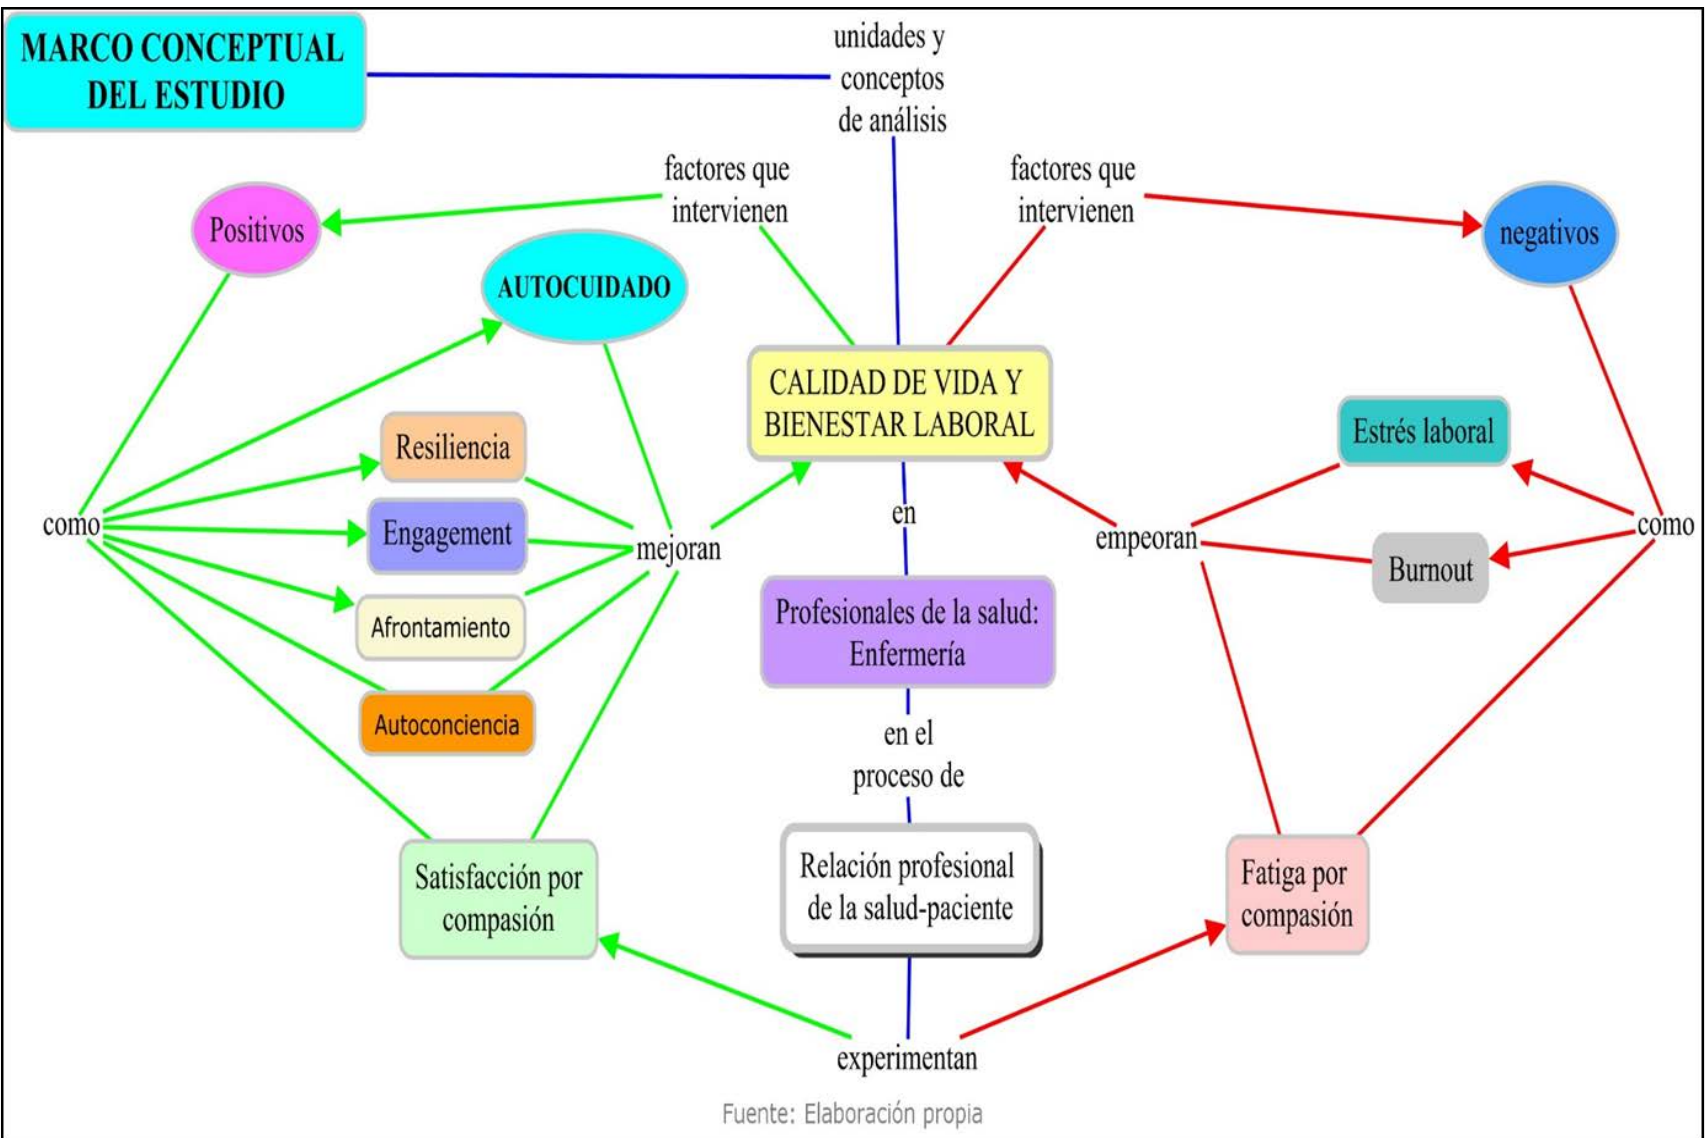 MARCO CONCEPTUAL
DEL ESTUDIO
unidades y
conceptos
de análisis
factores que
intervienen
factores que
intervienen
Positivos
negativos
AUTOCUIDADO
CALIDAD DE VIDA Y
BIENESTAR LABORAL
Resiliencia
Estrés laboral
Engagement
como
mejoran
en
empeoran
como
Burnout
Afrontamiento
Profesionales de la salud:
Enfermería
Autoconciencia
en el
proceso de
Satisfacción por
compasión
Relación profesional
de la salud-paciente
Fatiga por
compasión
experimentan
Fuente: Elaboración propia